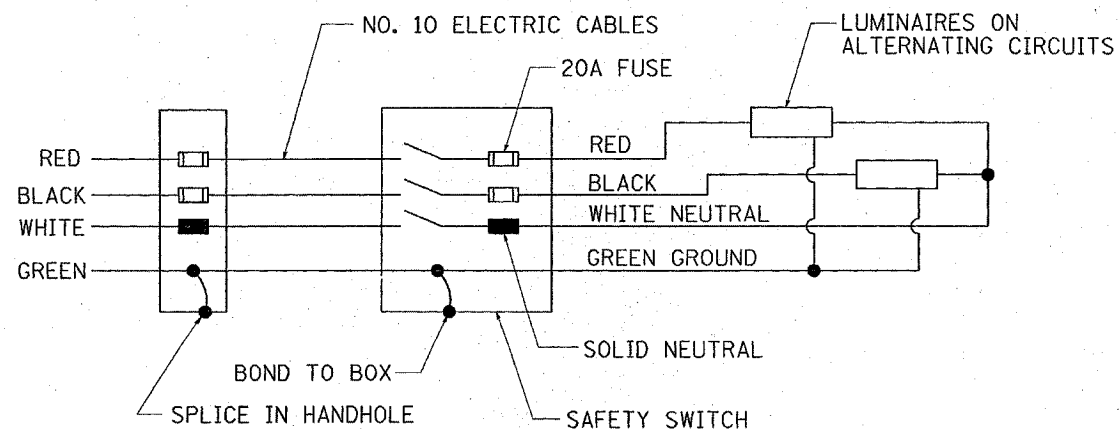 NO. 10 ELECTRIC CABLES
LUMINAIRES ON
ALTERNATING CIRCUITS
20A FUSE
RED
RED
BLACK
BLACK
WHITE
WHITE NEUTRAL
GREEN
GREEN GROUND
SOLID NEUTRAL
BOND TO BOX
SPLICE IN HANDHOLE
SAFETY SWITCH